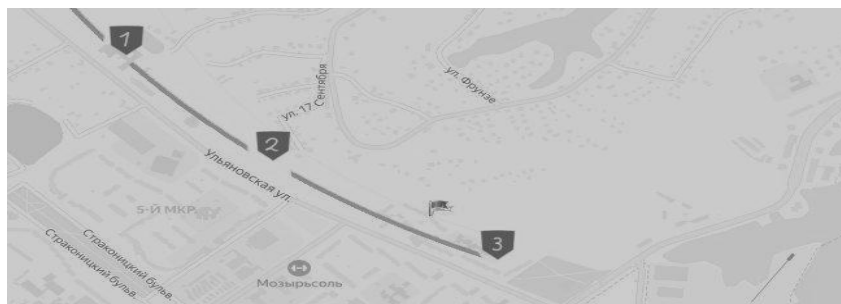 1
ул. Фрунзе
ул. 17 Сентября
2
Ульяновская ул.
5-Й МКР
3
Страконицкий бульв.
Страконицкий бульв.
Мозырьсоль